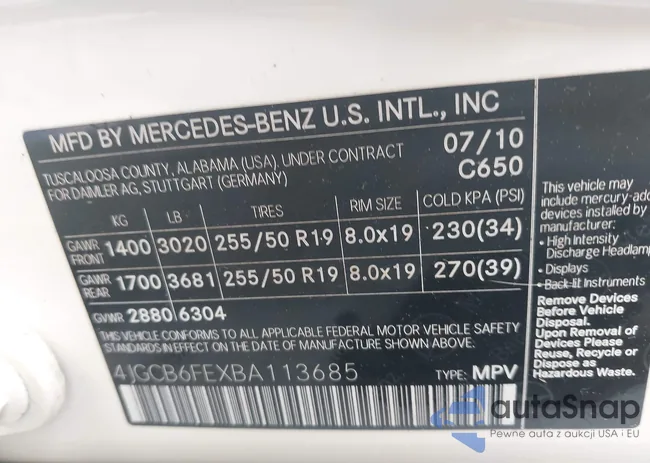 MFD BY MERCEDES-BENZ U.S. INTL., INC
TUSCALOOSA COUNTY, ALABAMA (USA). UNDER CONTRACT
FOR DAIMLER AG, STUTTGART (GERMANY)
07/10
C650
KG LB TIRES RIM SIZE COLD KPA (PSI)
GAWR FRONT 1400 3020 255/50 R19 8.0x19 230(34)
GAWR REAR 1700 3681 255/50 R19 8.0x19 270(39)
GVWR 2880 6304
THIS VEHICLE CONFORMS TO ALL APPLICABLE FEDERAL MOTOR VEHICLE SAFETY
STANDARDS IN EFFECT ON THE DATE OF MANUFACTURE SHOWN ABOVE.
4JGCB6FEXBA113685 TYPE: MPV
This vehicle may
include mercury-add
devices installed by
manufacturer:
• High Intensity
Discharge Headlamp
• Displays
• Back-lit Instruments
Remove Devices
Before Vehicle
Disposal.
Upon Removal of
Devices Please
Reuse, Recycle or
Dispose as
Hazardous Waste.
autoSnap
Pewne auta z aukcji USA i EU